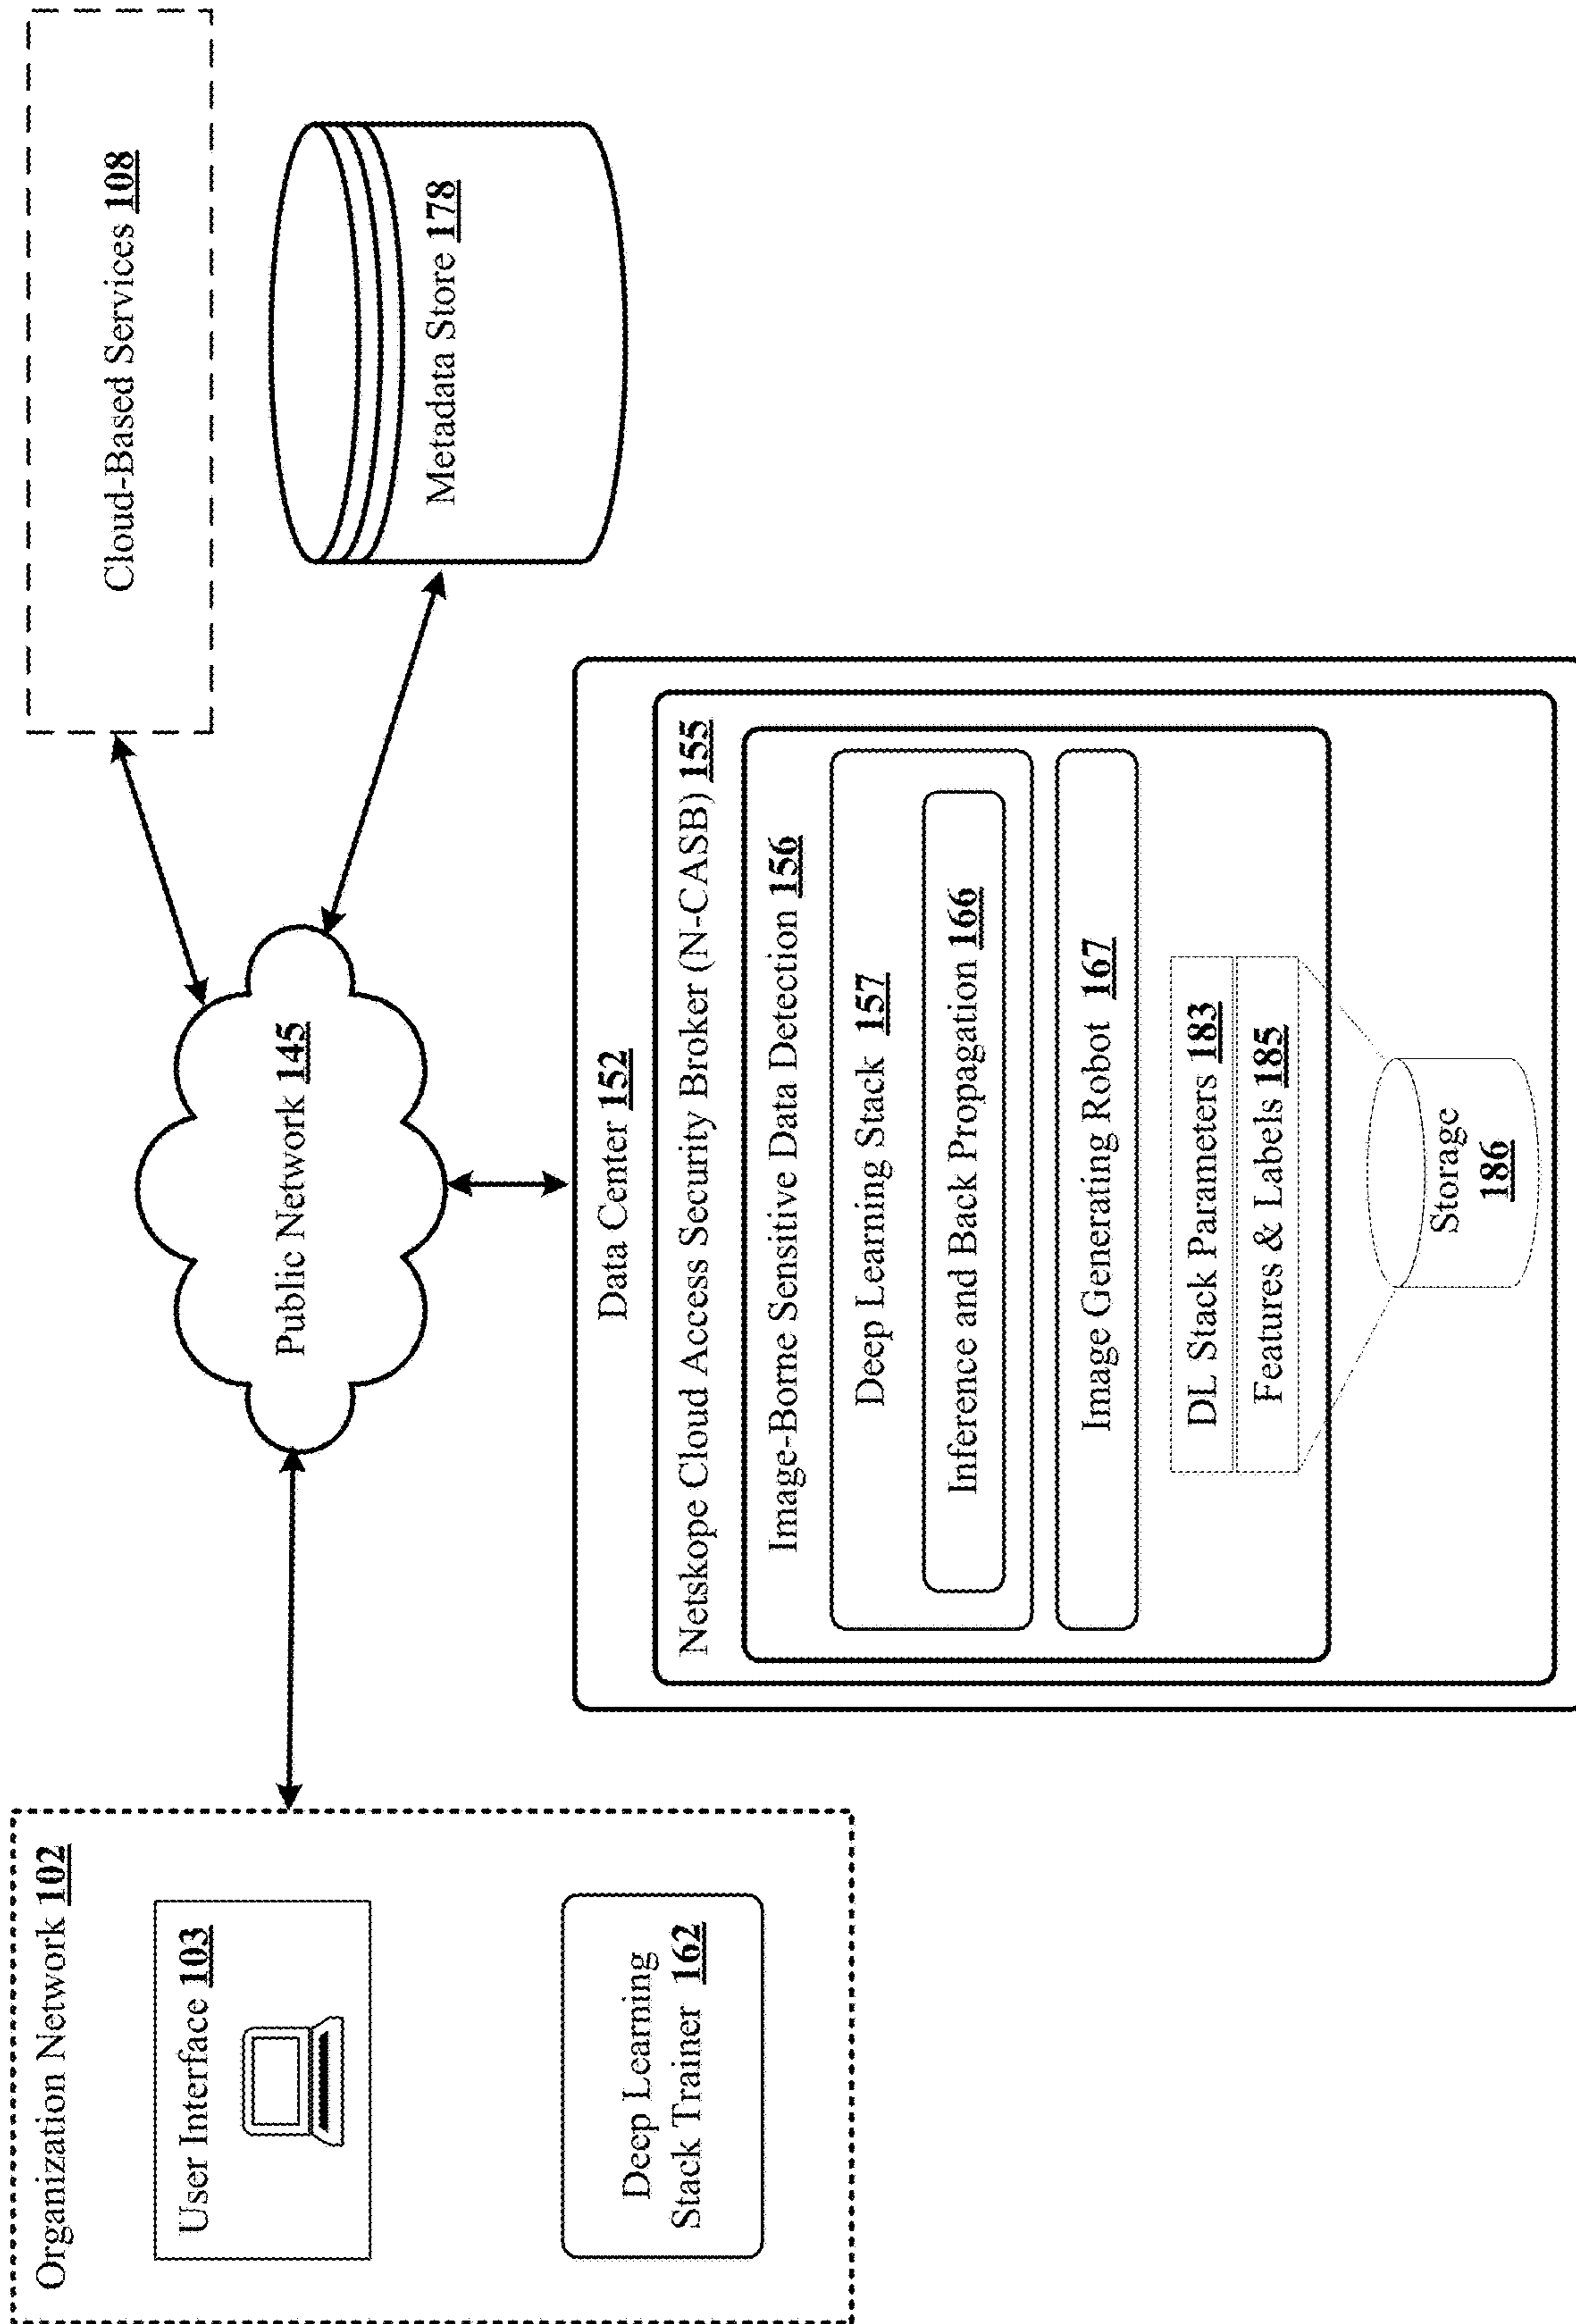 Organization Network 102
User Interface 103
Deep Learning
Stack Trainer 162
Public Network 145
Cloud-Based Services 108
Metadata Store 178
Data Center 152
Netskope Cloud Access Security Broker (N-CASB) 155
Image-Borne Sensitive Data Detection 156
Deep Learning Stack 157
Inference and Back Propagation 166
Image Generating Robot 167
DL Stack Parameters 183
Features & Labels 185
Storage
186